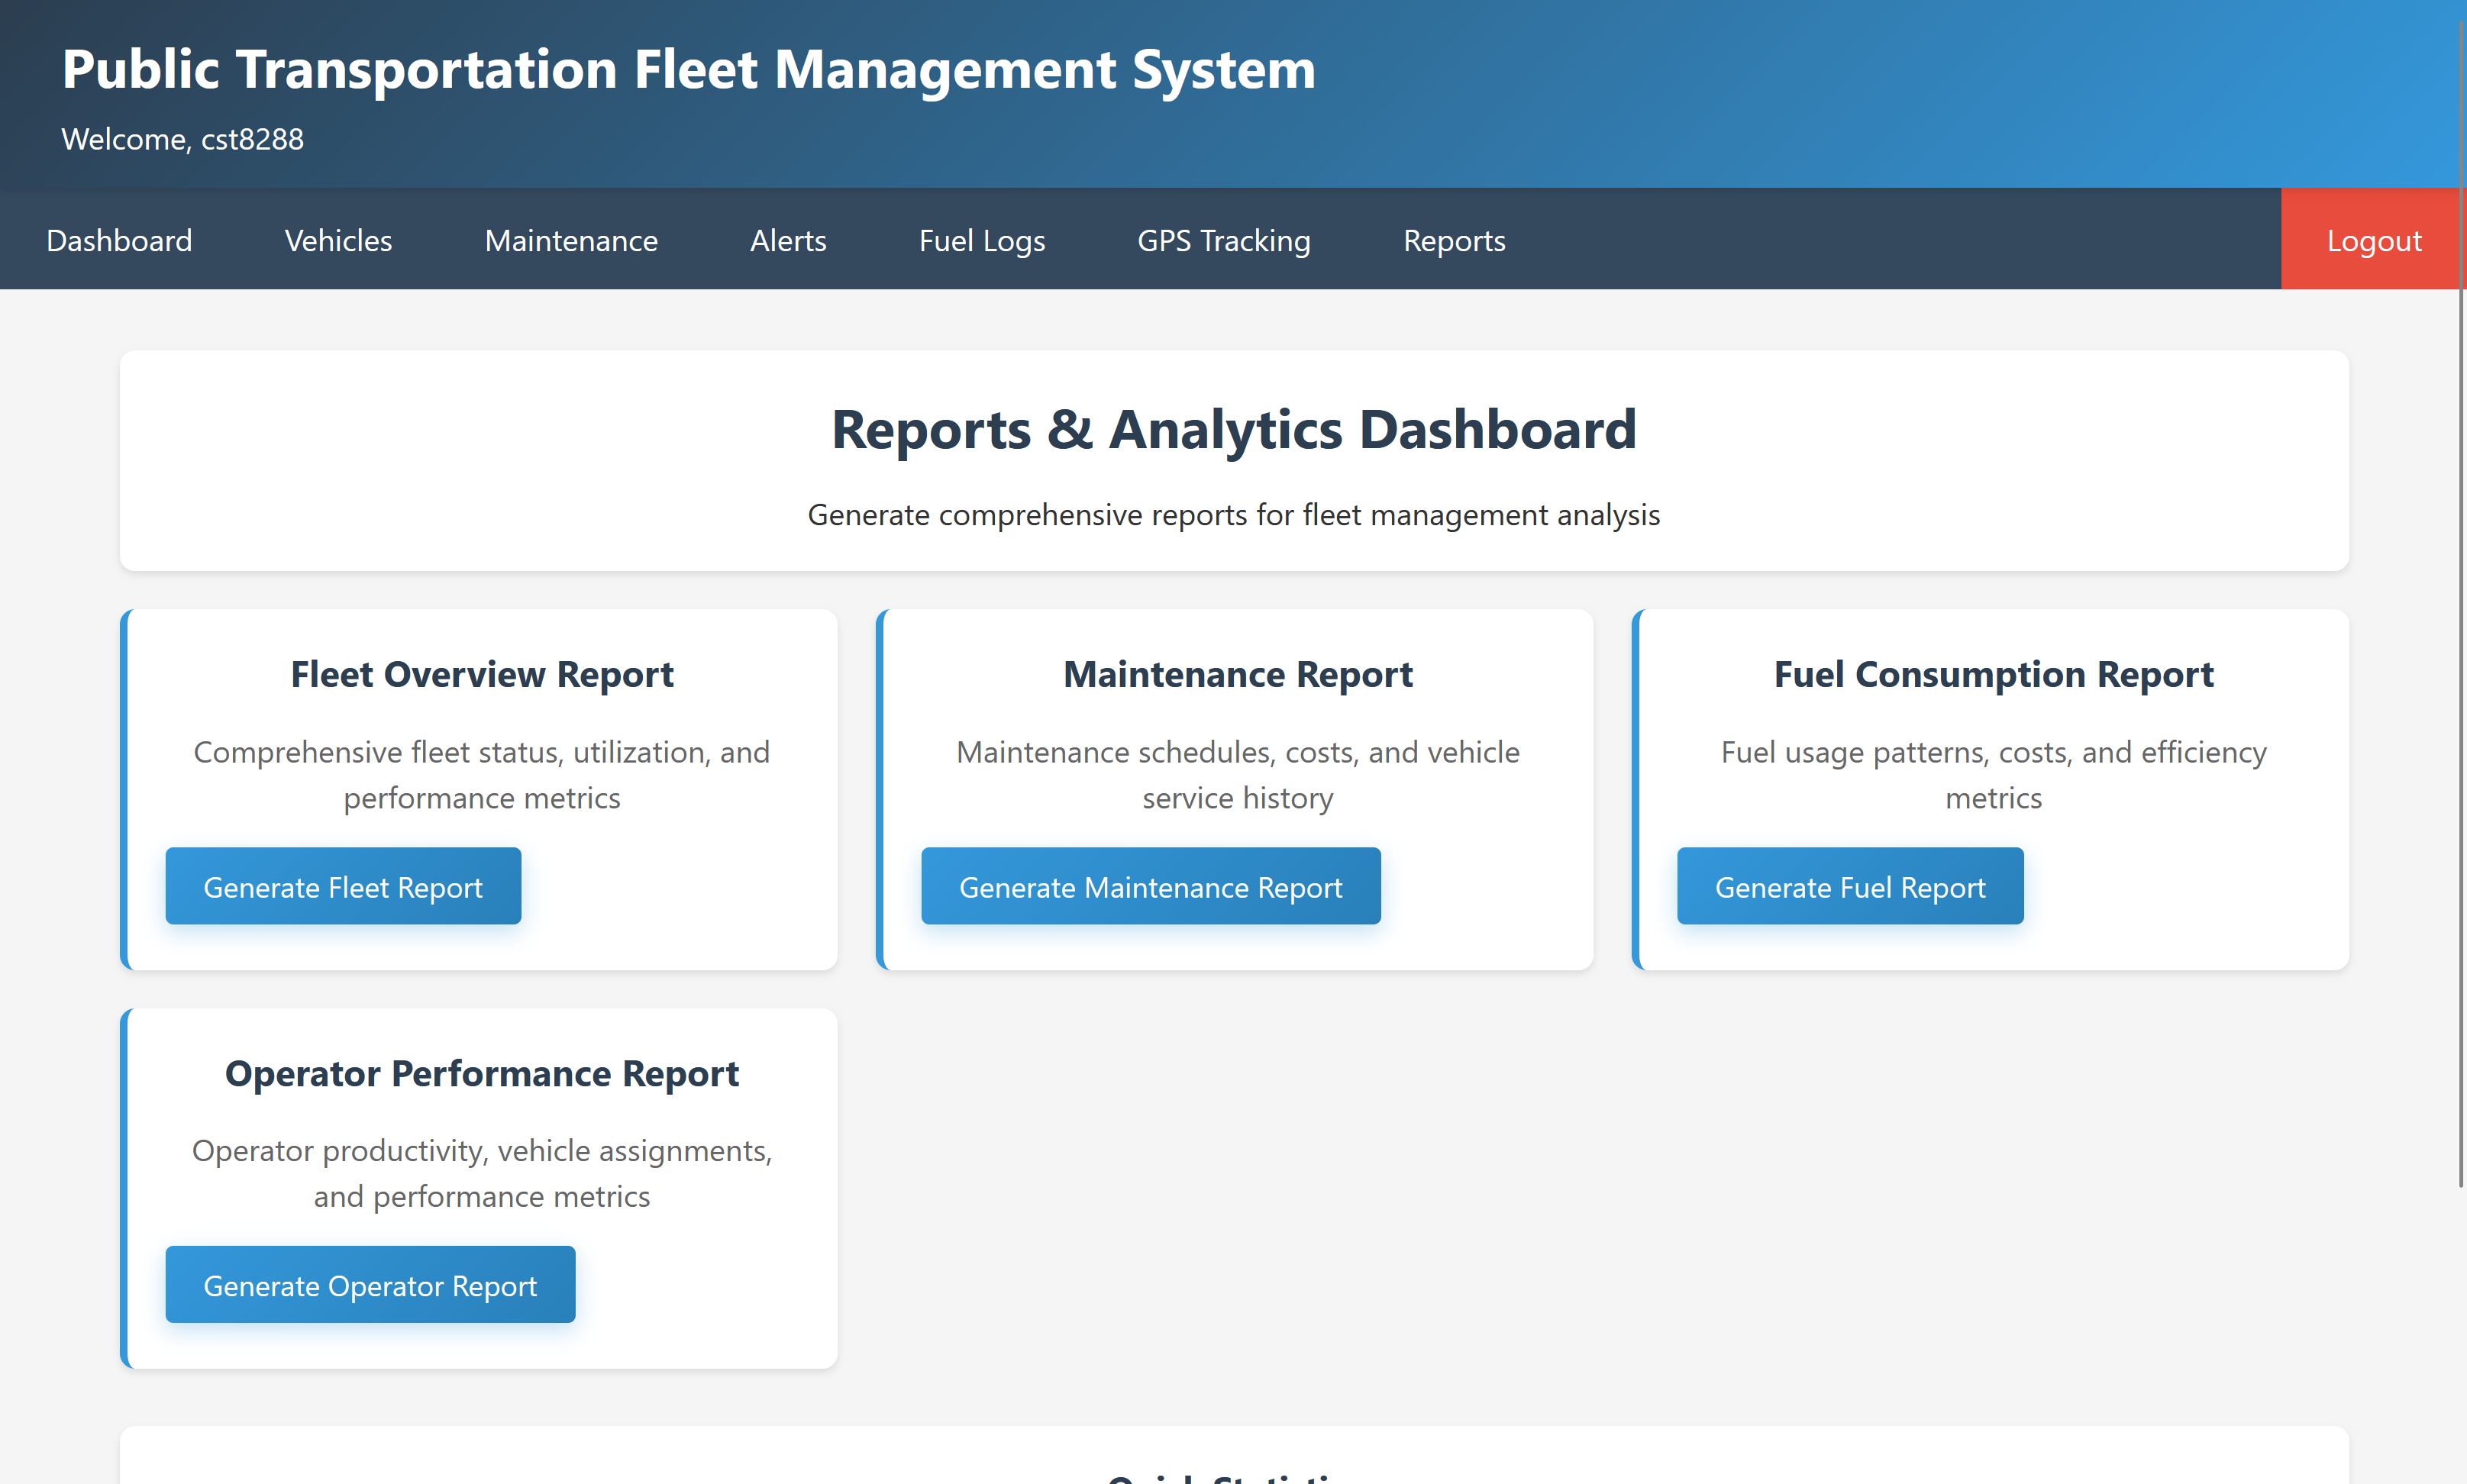 Public Transportation Fleet Management System
Welcome, cst8288
Dashboard Vehicles Maintenance Alerts Fuel Logs GPS Tracking Reports Logout
Reports & Analytics Dashboard
Generate comprehensive reports for fleet management analysis
Fleet Overview Report
Comprehensive fleet status, utilization, and
performance metrics
Generate Fleet Report
Maintenance Report
Maintenance schedules, costs, and vehicle
service history
Generate Maintenance Report
Fuel Consumption Report
Fuel usage patterns, costs, and efficiency
metrics
Generate Fuel Report
Operator Performance Report
Operator productivity, vehicle assignments,
and performance metrics
Generate Operator Report